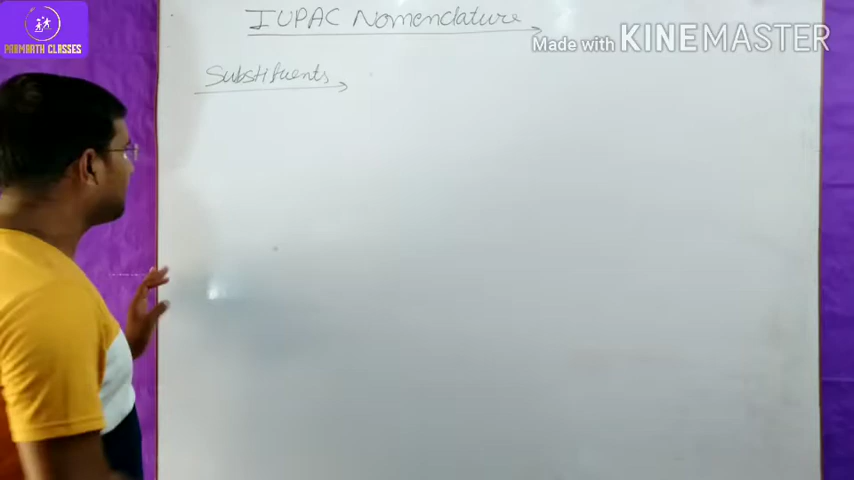 PARMARTH CLASSES
IUPAC Nomenclature
Made with KINEMASTER
Substituents